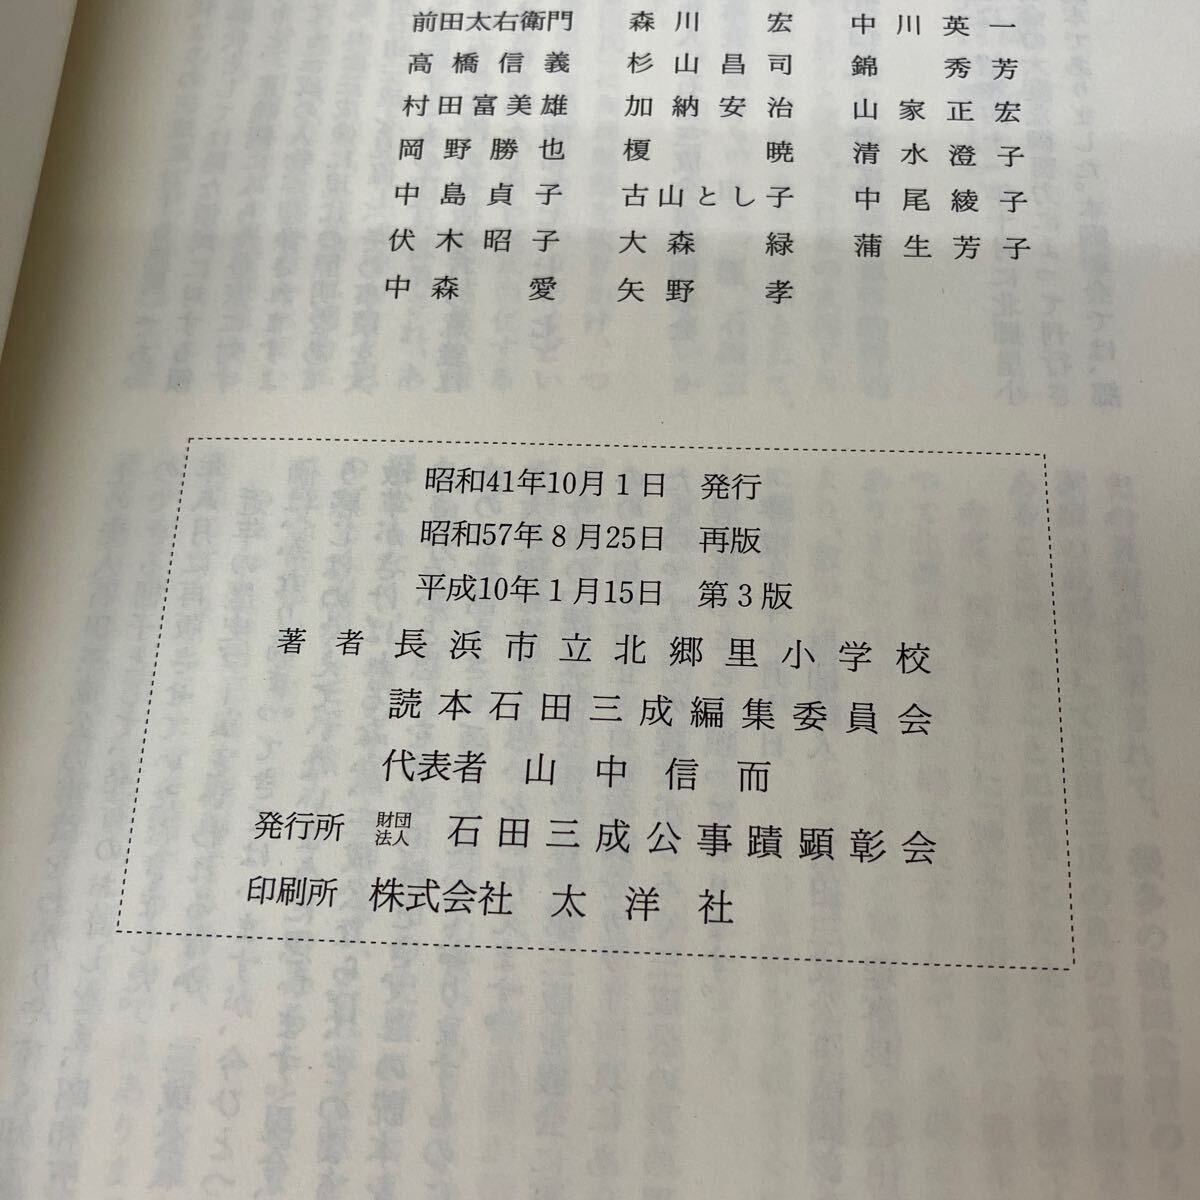 前田太右衛門　森川宏　中川英一
高橋信義　杉山昌司　錦秀芳
村田富美雄　加納安治　山家正宏
岡野勝也　榎暁　清水澄子
中島貞子　古山とし子　中尾綾子
伏木昭子　大森緑　蒲生芳子
中森愛　矢野孝
昭和41年10月1日　発行
昭和57年8月25日　再版
平成10年1月15日　第3版
著者　長浜市立北郷里小学校
読本石田三成編集委員会
代表者　山中信而
発行所　財団法人　石田三成公事蹟顕彰会
印刷所　株式会社　太洋社